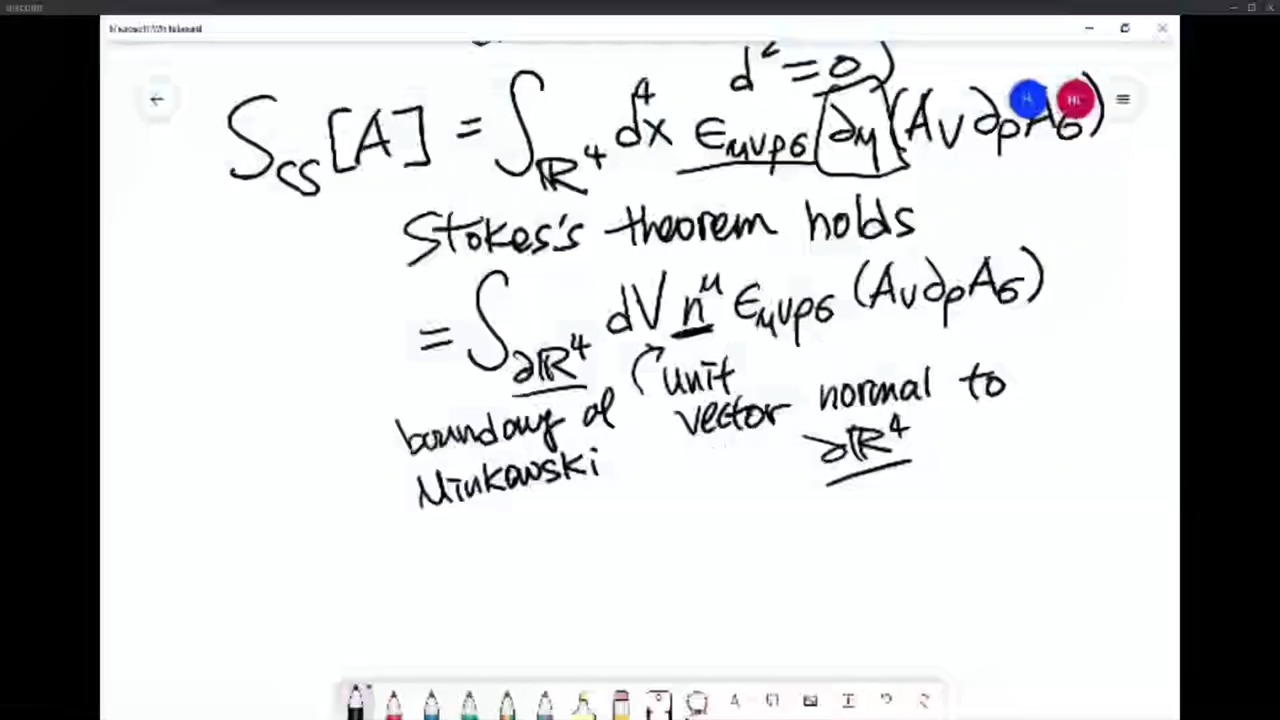 d² = 0)
S_CS[A] = ∫_ℝ⁴ d⁴x ε_μνρσ ∂_μ (A_ν ∂_ρ A_σ)
Stokes's theorem holds
= ∫_∂ℝ⁴ dV n^μ ε_μνρσ (A_ν ∂_ρ A_σ)
boundary of
Minkowski
unit
vector normal to
∂ℝ⁴